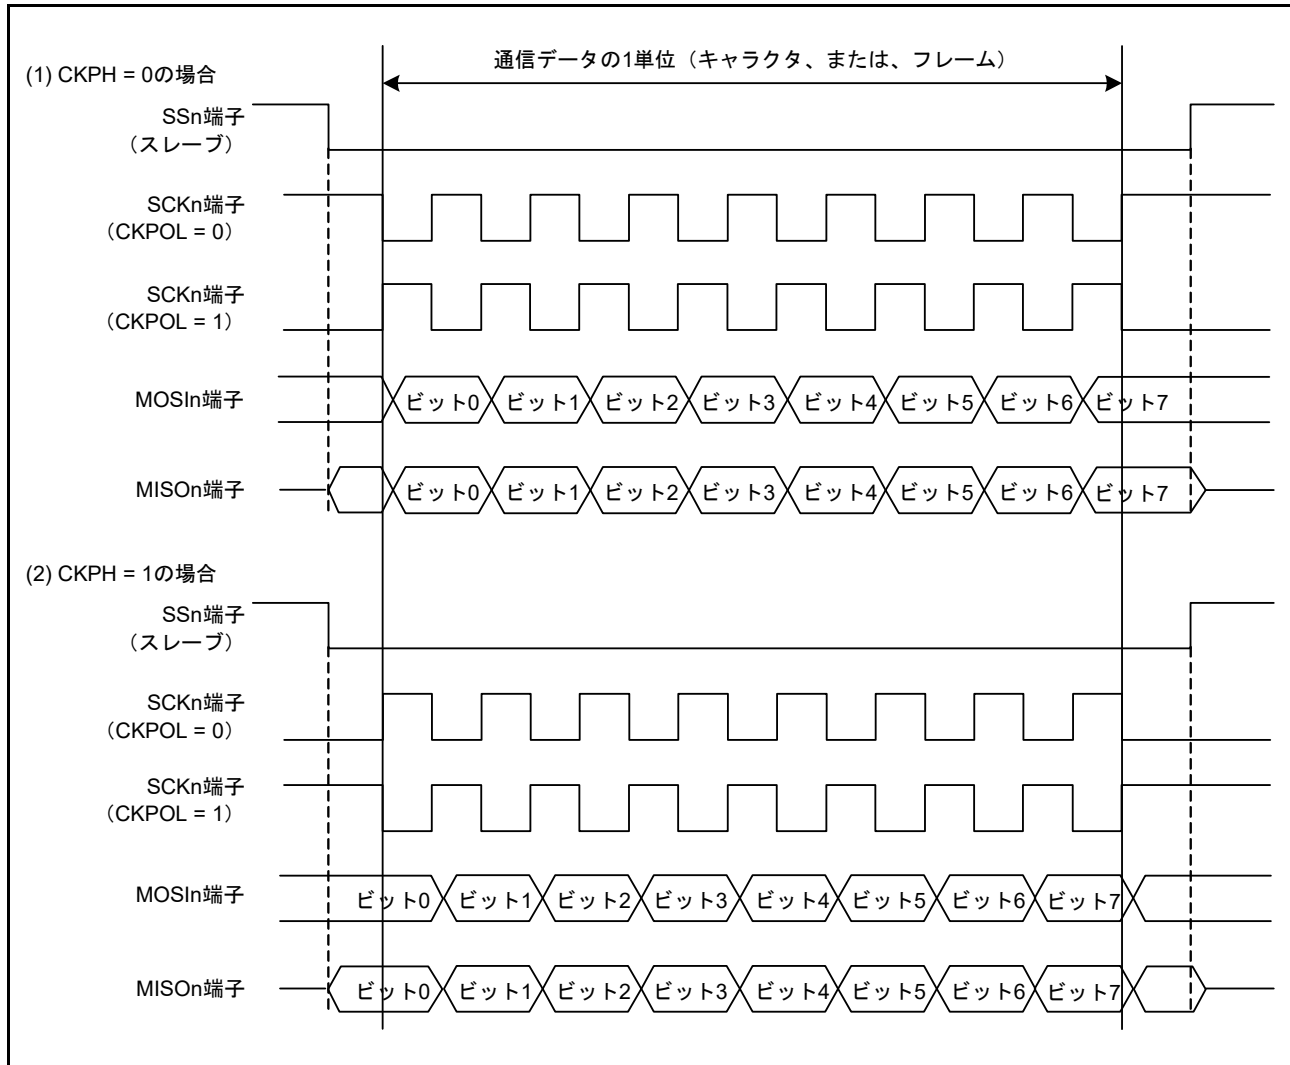 通信データの1単位（キャラクタ、または、フレーム）
(1) CKPH = 0の場合
SSn端子
（スレーブ）
SCKn端子
（CKPOL = 0）
SCKn端子
（CKPOL = 1）
MOSIn端子 ビット0 ビット1 ビット2 ビット3 ビット4 ビット5 ビット6 ビット7
MISOn端子 ビット0 ビット1 ビット2 ビット3 ビット4 ビット5 ビット6 ビット7
(2) CKPH = 1の場合
SSn端子
（スレーブ）
SCKn端子
（CKPOL = 0）
SCKn端子
（CKPOL = 1）
MOSIn端子 ビット0 ビット1 ビット2 ビット3 ビット4 ビット5 ビット6 ビット7
MISOn端子 ビット0 ビット1 ビット2 ビット3 ビット4 ビット5 ビット6 ビット7